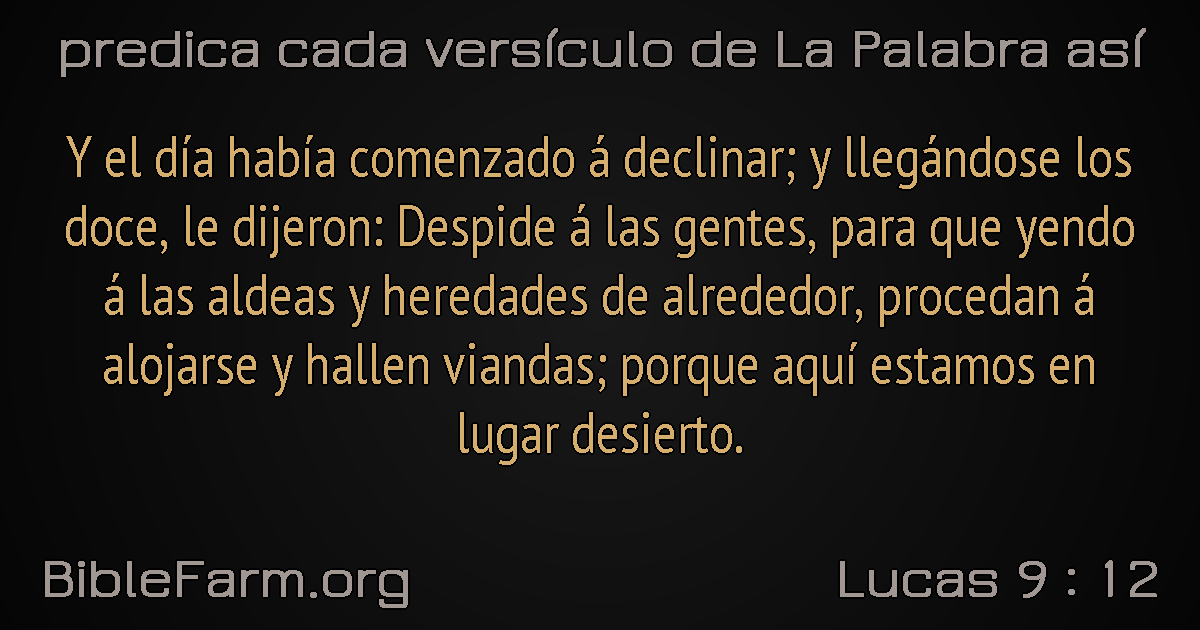 predica cada versículo de La Palabra así
Y el día había comenzado á declinar; y llegándose los
doce, le dijeron: Despide á las gentes, para que yendo
á las aldeas y heredades de alrededor, procedan á
alojarse y hallen viandas; porque aquí estamos en
lugar desierto.
BibleFarm.org
Lucas 9 : 12